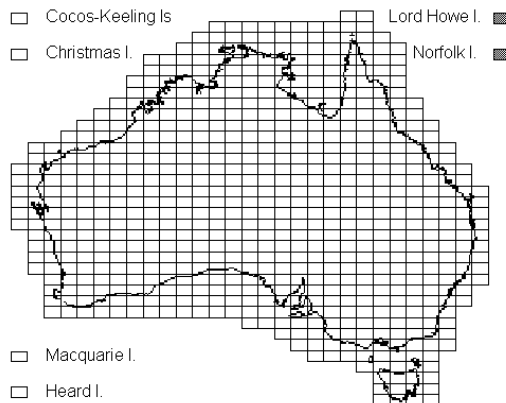 Cocos-Keeling Is
Lord Howe I.
Christmas I.
Norfolk I.
Macquarie I.
Heard I.